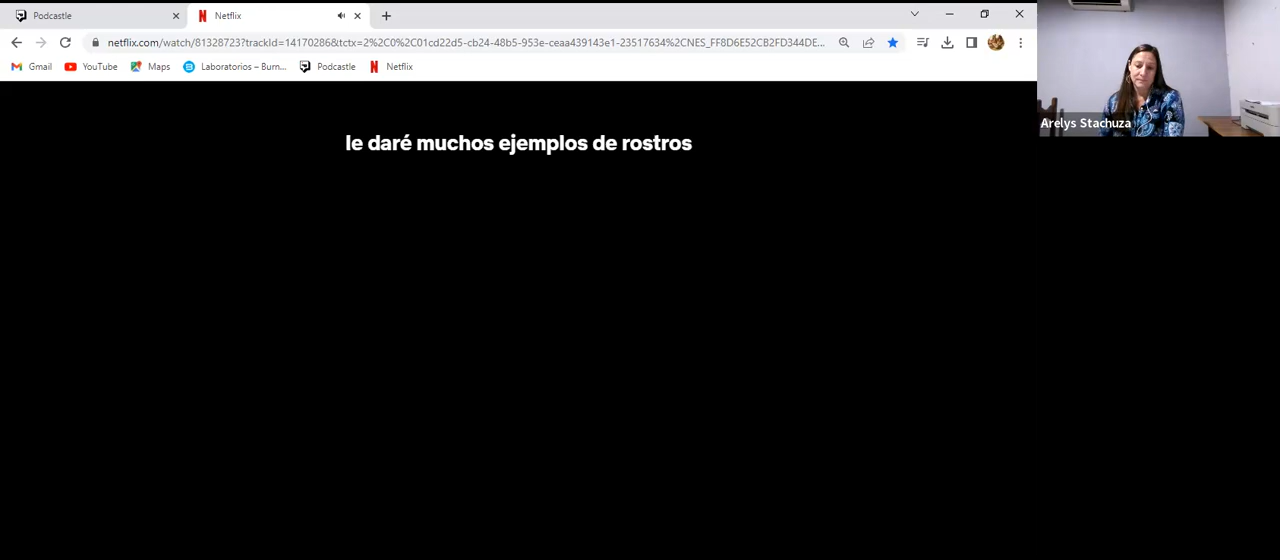 Podcastle
Netflix
netflix.com/watch/81328723?trackId=14170286&tctx=2%2C0%2C01cd22d5-cb24-48b5-953e-ceaa439143e1-23517634%2CNES_FF8D6E52CB2FD344DE...
Gmail YouTube Maps Laboratorios – Burn... Podcastle Netflix
Arelys Stachuza
le daré muchos ejemplos de rostros